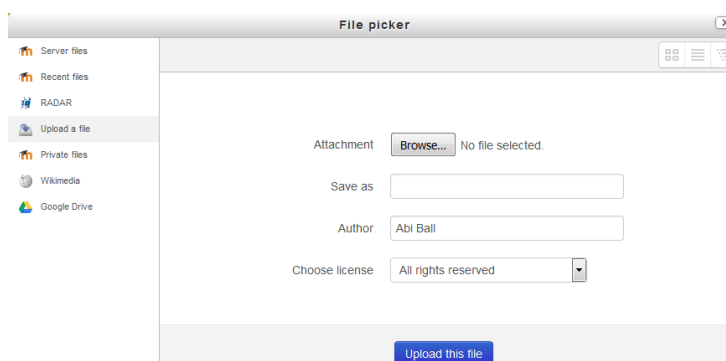 File picker
Server files
Recent files
RADAR
Upload a file
Private files
Wikimedia
Google Drive
Attachment Browse... No file selected.
Save as
Author Abi Ball
Choose license All rights reserved
Upload this file